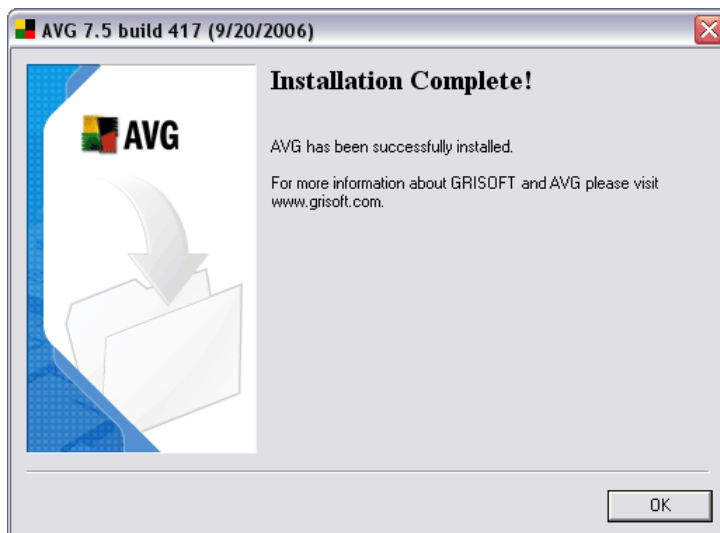 AVG 7.5 build 417 (9/20/2006)
Installation Complete!
AVG
AVG has been successfully installed.
For more information about GRISOFT and AVG please visit
www.grisoft.com.
OK